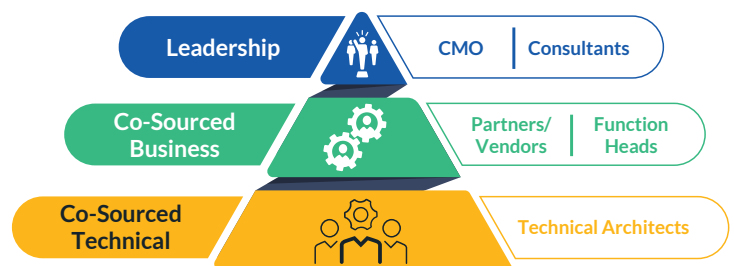 Leadership
CMO
Consultants
Co-Sourced
Business
Partners/
Vendors
Function
Heads
Co-Sourced
Technical
Technical Architects